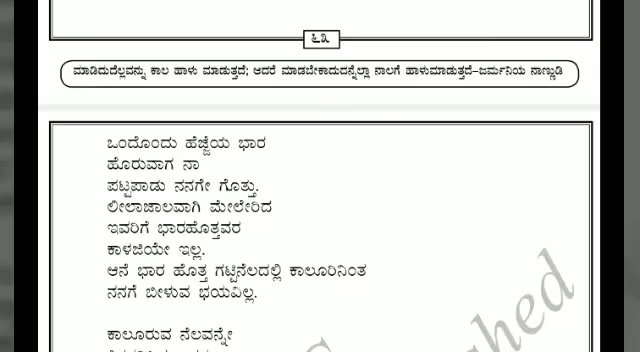 ೬೩
ಮಾಡಿದುದೆಲ್ಲವನ್ನು ಕಾಲ ಹಾಳು ಮಾಡುತ್ತದೆ; ಆದರೆ ಮಾಡಬೇಕಾದುದನ್ನೆಲ್ಲಾ ನಾಲಗೆ ಹಾಳುಮಾಡುತ್ತದೆ–ಜರ್ಮನಿಯ ನಾಣ್ಣುಡಿ
ಒಂದೊಂದು ಹೆಜ್ಜೆಯ ಭಾರ
ಹೊರುವಾಗ ನಾ
ಪಟ್ಟಪಾಡು ನನಗೇ ಗೊತ್ತು.
ಲೀಲಾಜಾಲವಾಗಿ ಮೇಲೇರಿದ
ಇವರಿಗೆ ಭಾರಹೊತ್ತವರ
ಕಾಳಜಿಯೇ ಇಲ್ಲ.
ಆನೆ ಭಾರ ಹೊತ್ತ ಗಟ್ಟಿನೆಲದಲ್ಲಿ ಕಾಲೂರಿನಿಂತ
ನನಗೆ ಬೀಳುವ ಭಯವಿಲ್ಲ.
ಕಾಲೂರುವ ನೆಲವನ್ನೇ